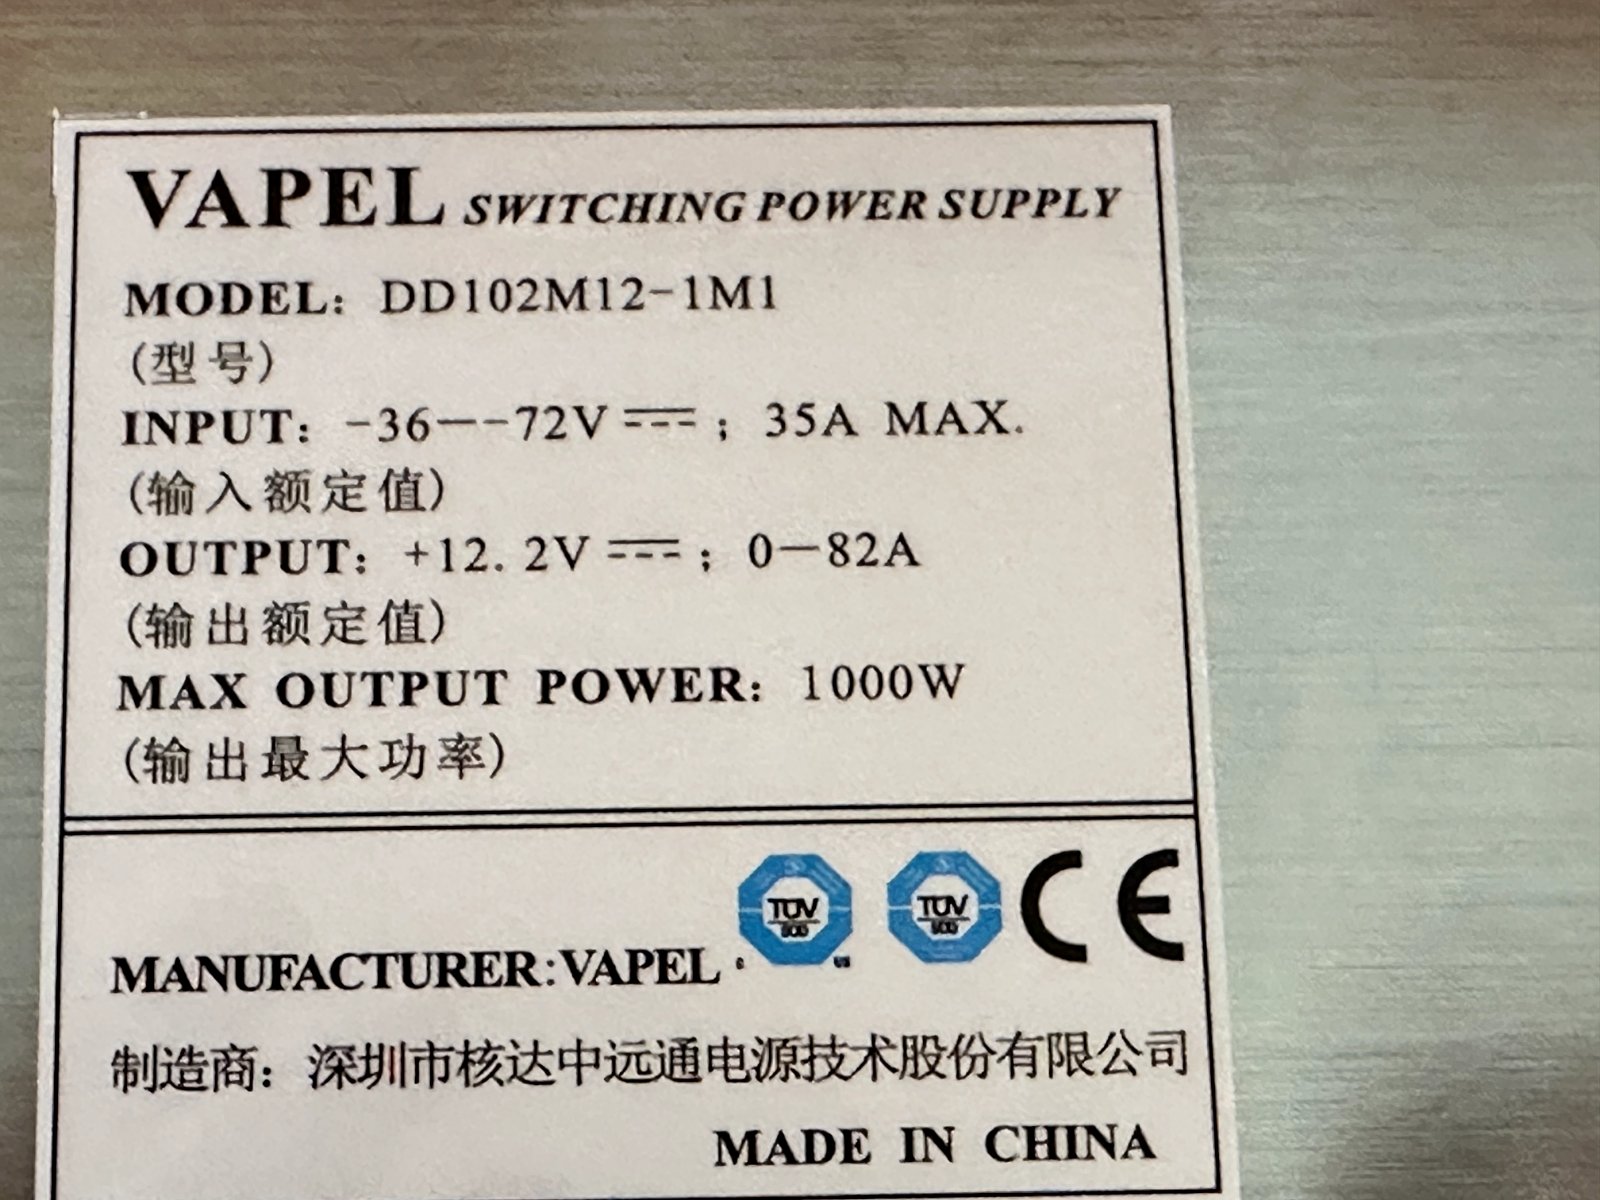 VAPEL SWITCHING POWER SUPPLY
MODEL: DD102M12-1M1
(型号)
INPUT: -36—-72V ⎓ ; 35A MAX.
(输入额定值)
OUTPUT: +12.2V ⎓ ; 0—82A
(输出额定值)
MAX OUTPUT POWER: 1000W
(输出最大功率)
TÜV TÜV CE
MANUFACTURER:VAPEL
制造商：深圳市核达中远通电源技术股份有限公司
MADE IN CHINA